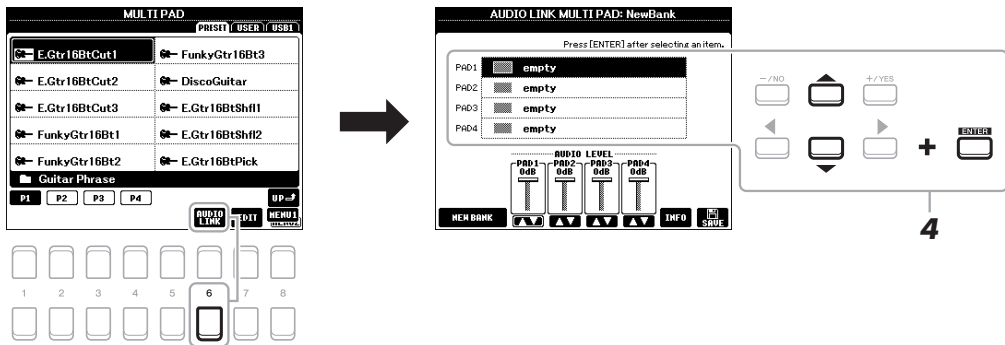 MULTI PAD
PRESET USER USB1
E.Gtr16BtCut1 FunkyGtr16Bt3
E.Gtr16BtCut2 DiscoGuitar
E.Gtr16BtCut3 E.Gtr16BtShfl1
FunkyGtr16Bt1 E.Gtr16BtShfl2
FunkyGtr16Bt2 E.Gtr16BtPick
Guitar Phrase
P1 P2 P3 P4 UP
AUDIO LINK EDIT MENU1
1 2 3 4 5 6 7 8
AUDIO LINK MULTI PAD: NewBank
Press [ENTER] after selecting an item.
PAD1 empty
PAD2 empty
PAD3 empty
PAD4 empty
AUDIO LEVEL
PAD1 PAD2 PAD3 PAD4
0dB 0dB 0dB 0dB
NEW BANK INFO SAVE
–/NO +/YES
+ ENTER
4